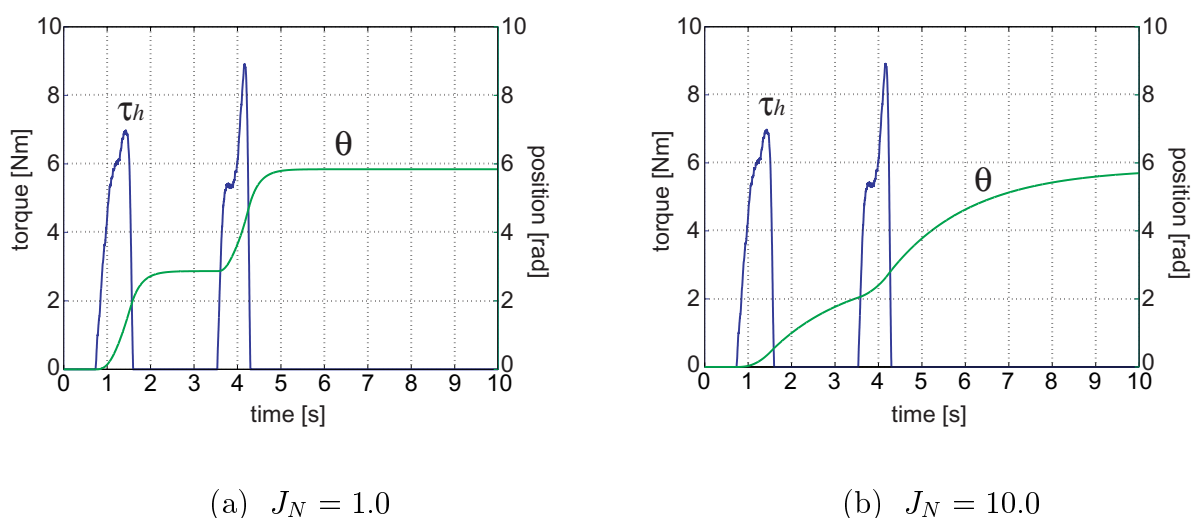 10
8
6
4
2
0
0 1 2 3 4 5 6 7 8 9 10
10
8
6
4
2
0
torque [Nm]
position [rad]
time [s]
τh
θ
(a) J_N = 1.0
10
8
6
4
2
0
0 1 2 3 4 5 6 7 8 9 10
10
8
6
4
2
0
torque [Nm]
position [rad]
time [s]
τh
θ
(b) J_N = 10.0